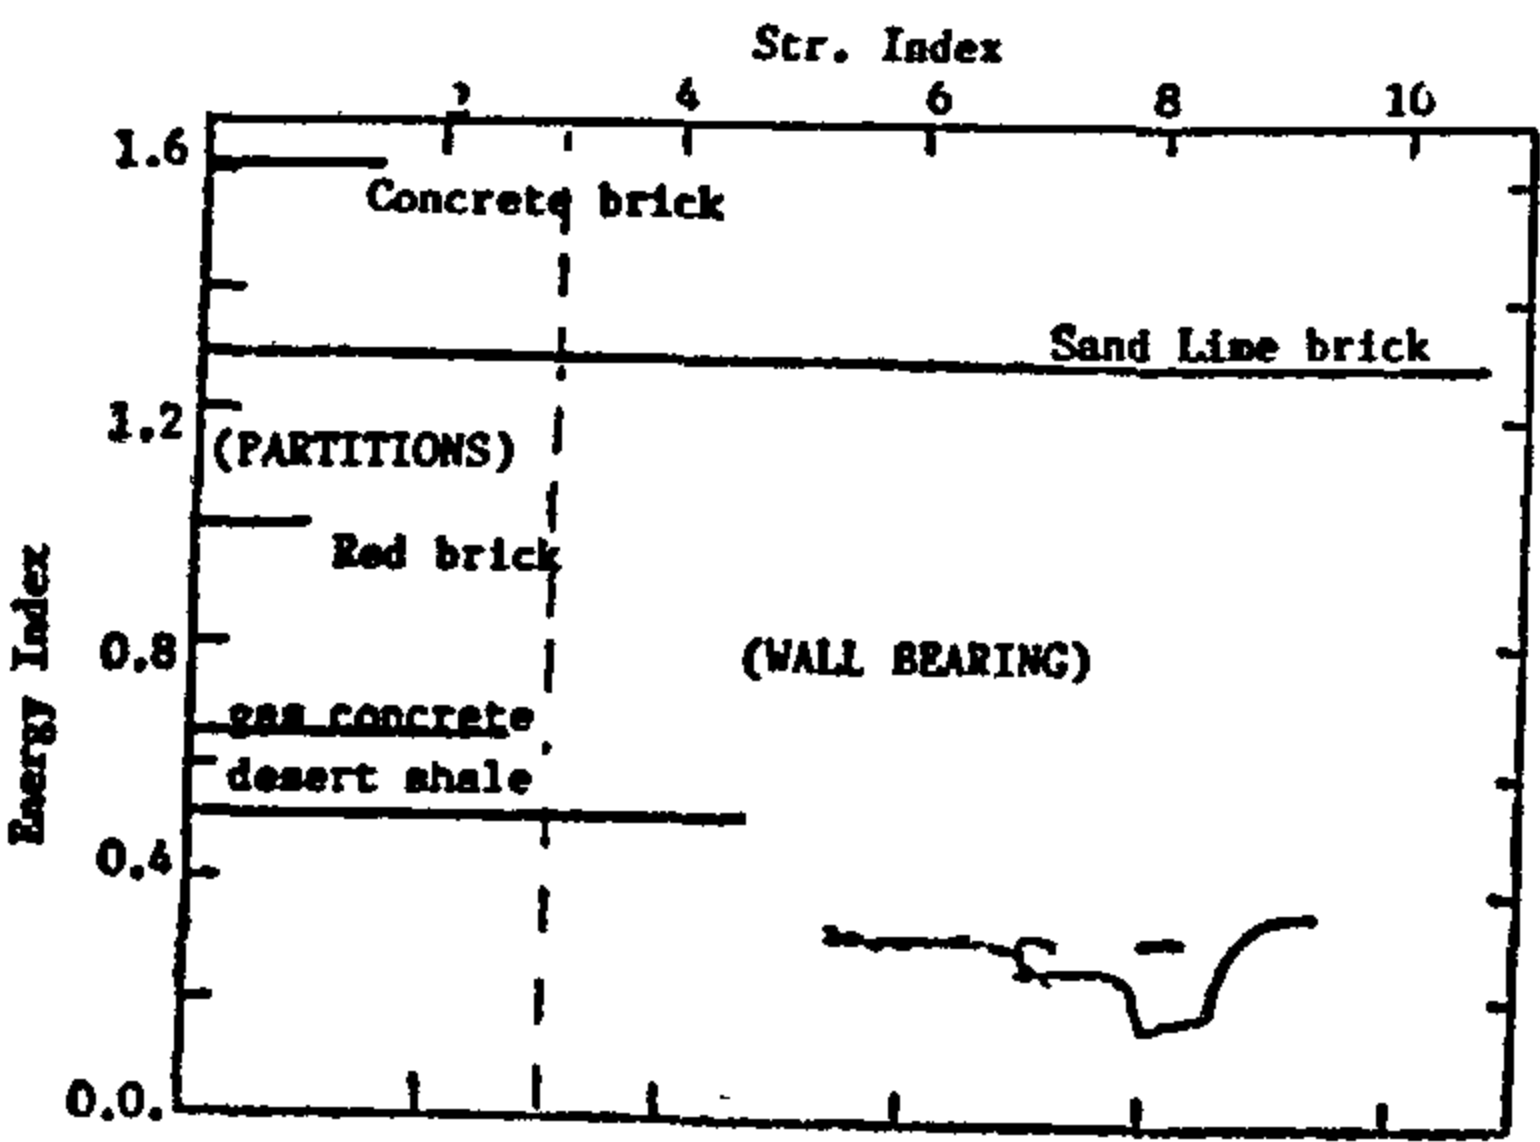 Str. Index
2 4 6 8 10
1.6
Concrete brick
Sand Lime brick
1.2
(PARTITIONS)
Red brick
Energy Index
0.8
(WALL BEARING)
gas concrete
desert shale
0.4
0.0.